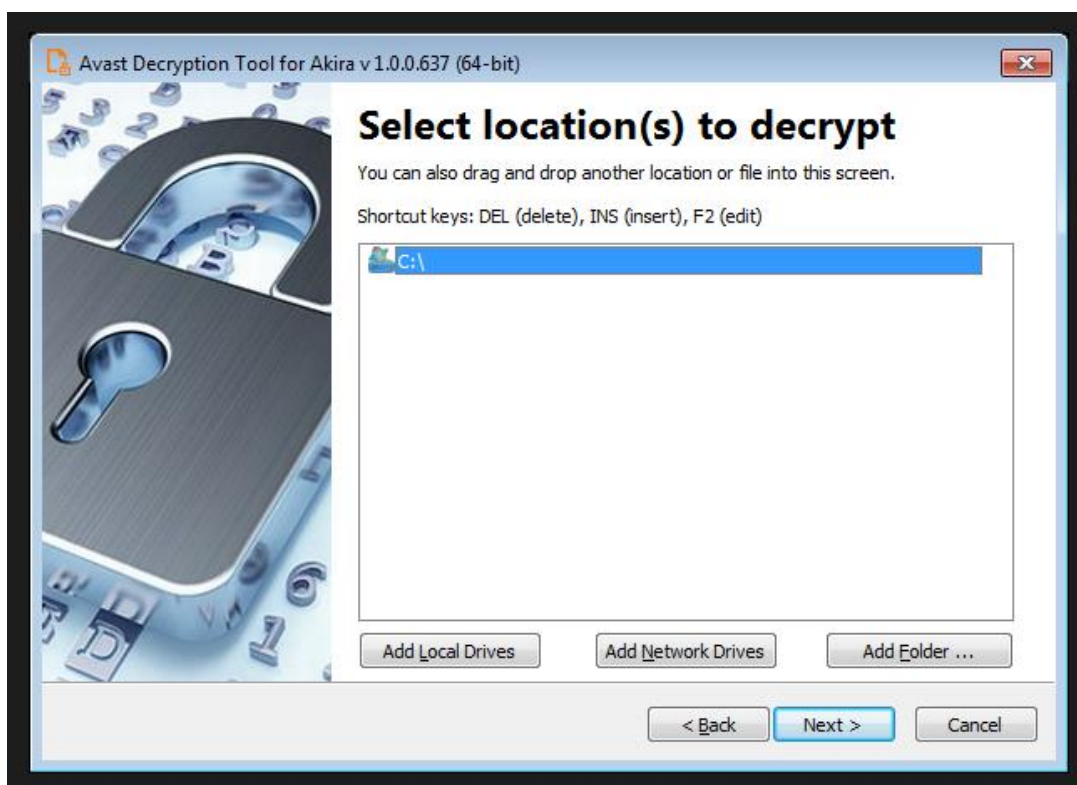 Avast Decryption Tool for Akira v 1.0.0.637 (64-bit)
Select location(s) to decrypt
You can also drag and drop another location or file into this screen.
Shortcut keys: DEL (delete), INS (insert), F2 (edit)
C:\
Add Local Drives
Add Network Drives
Add Folder ...
< Back
Next >
Cancel